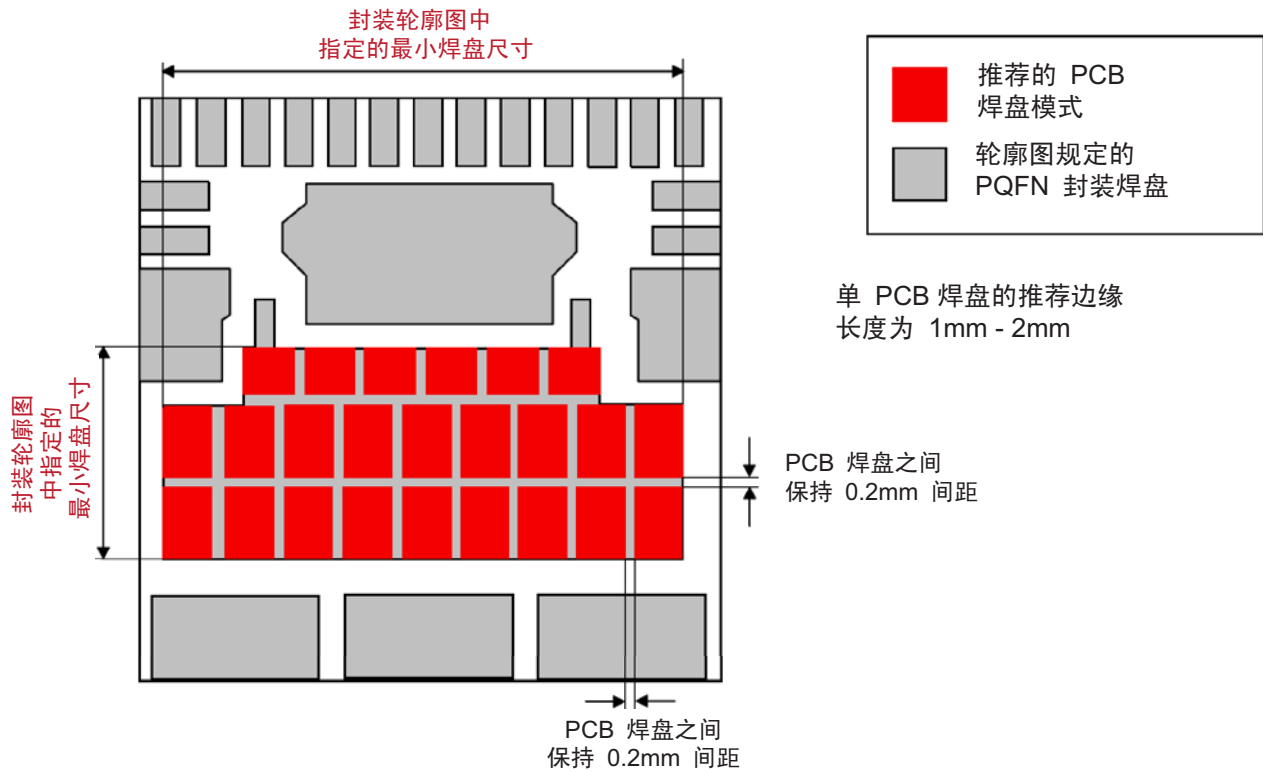 封装轮廓图中
指定的最小焊盘尺寸
推荐的 PCB
焊盘模式
轮廓图规定的
PQFN 封装焊盘
单 PCB 焊盘的推荐边缘
长度为 1mm - 2mm
封装轮廓图
中指定的
最小焊盘尺寸
PCB 焊盘之间
保持 0.2mm 间距
PCB 焊盘之间
保持 0.2mm 间距